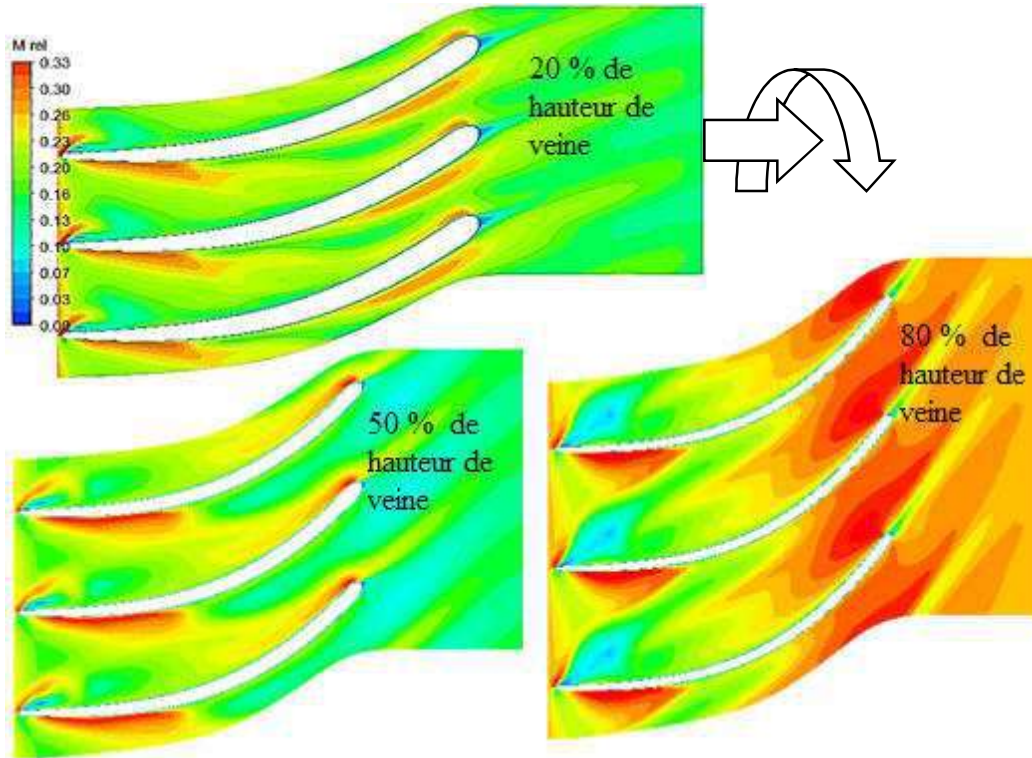 M rel
0.33
0.30
0.26
0.23
0.20
0.16
0.13
0.10
0.07
0.03
0.00
20 % de
hauteur de
veine
50 % de
hauteur de
veine
80 % de
hauteur de
veine